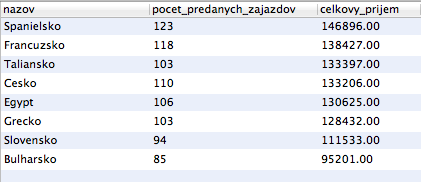 nazov pocet_predanych_zajazdov celkovy_prijem
Spanielsko 123 146896.00
Francuzsko 118 138427.00
Taliansko 103 133397.00
Cesko 110 133206.00
Egypt 106 130625.00
Grecko 103 128432.00
Slovensko 94 111533.00
Bulharsko 85 95201.00